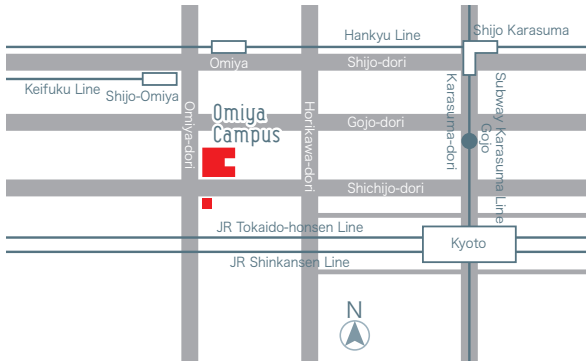 Shijo Karasuma
Hankyu Line
Omiya
Shijo-dori
Keifuku Line
Shijo-Omiya
Omiya
Campus
Omiya-dori
Horikawa-dori
Gojo-dori
Karasuma-dori
Gojo
Subway Karasuma Line
Shichijo-dori
JR Tokaido-honsen Line
Kyoto
JR Shinkansen Line
N